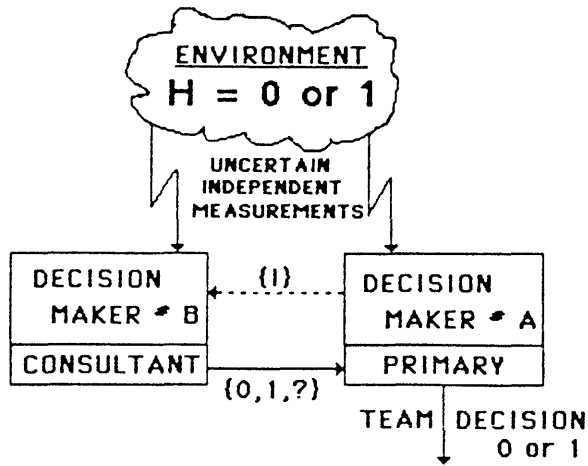 ENVIRONMENT
H = 0 or 1
UNCERTAIN
INDEPENDENT
MEASUREMENTS
DECISION
MAKER # B
CONSULTANT
{I}
{0,1,?}
DECISION
MAKER # A
PRIMARY
TEAM DECISION
0 or 1